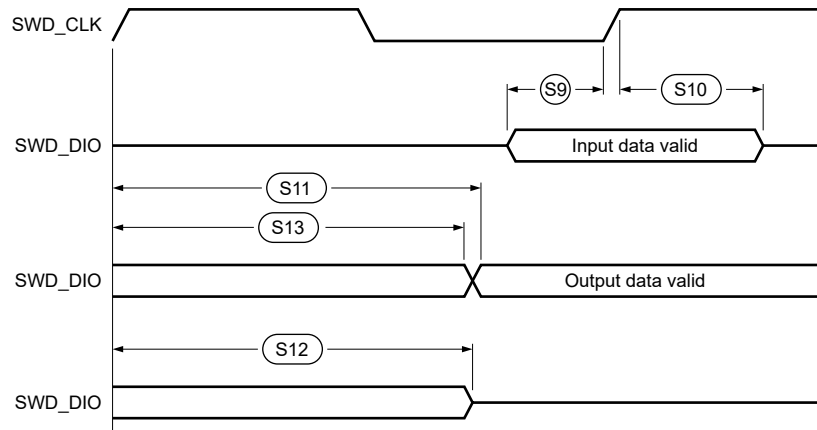 SWD_CLK
S9
S10
SWD_DIO
Input data valid
S11
S13
SWD_DIO
Output data valid
S12
SWD_DIO